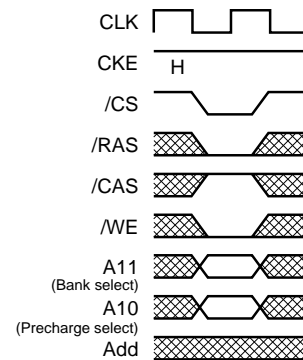 CLK
CKE H
/CS
/RAS
/CAS
/WE
A11
(Bank select)
A10
(Precharge select)
Add